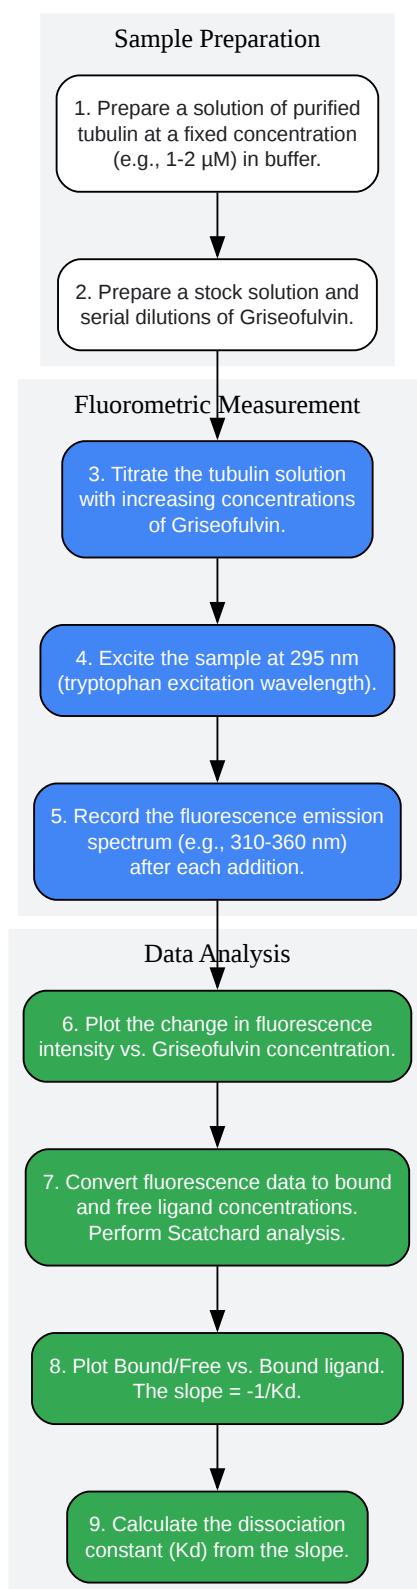 Sample Preparation
1. Prepare a solution of purified
tubulin at a fixed concentration
(e.g., 1-2 µM) in buffer.
2. Prepare a stock solution and
serial dilutions of Griseofulvin.
Fluorometric Measurement
3. Titrate the tubulin solution
with increasing concentrations
of Griseofulvin.
4. Excite the sample at 295 nm
(tryptophan excitation wavelength).
5. Record the fluorescence emission
spectrum (e.g., 310-360 nm)
after each addition.
Data Analysis
6. Plot the change in fluorescence
intensity vs. Griseofulvin concentration.
7. Convert fluorescence data to bound
and free ligand concentrations.
Perform Scatchard analysis.
8. Plot Bound/Free vs. Bound ligand.
The slope = -1/Kd.
9. Calculate the dissociation
constant (Kd) from the slope.